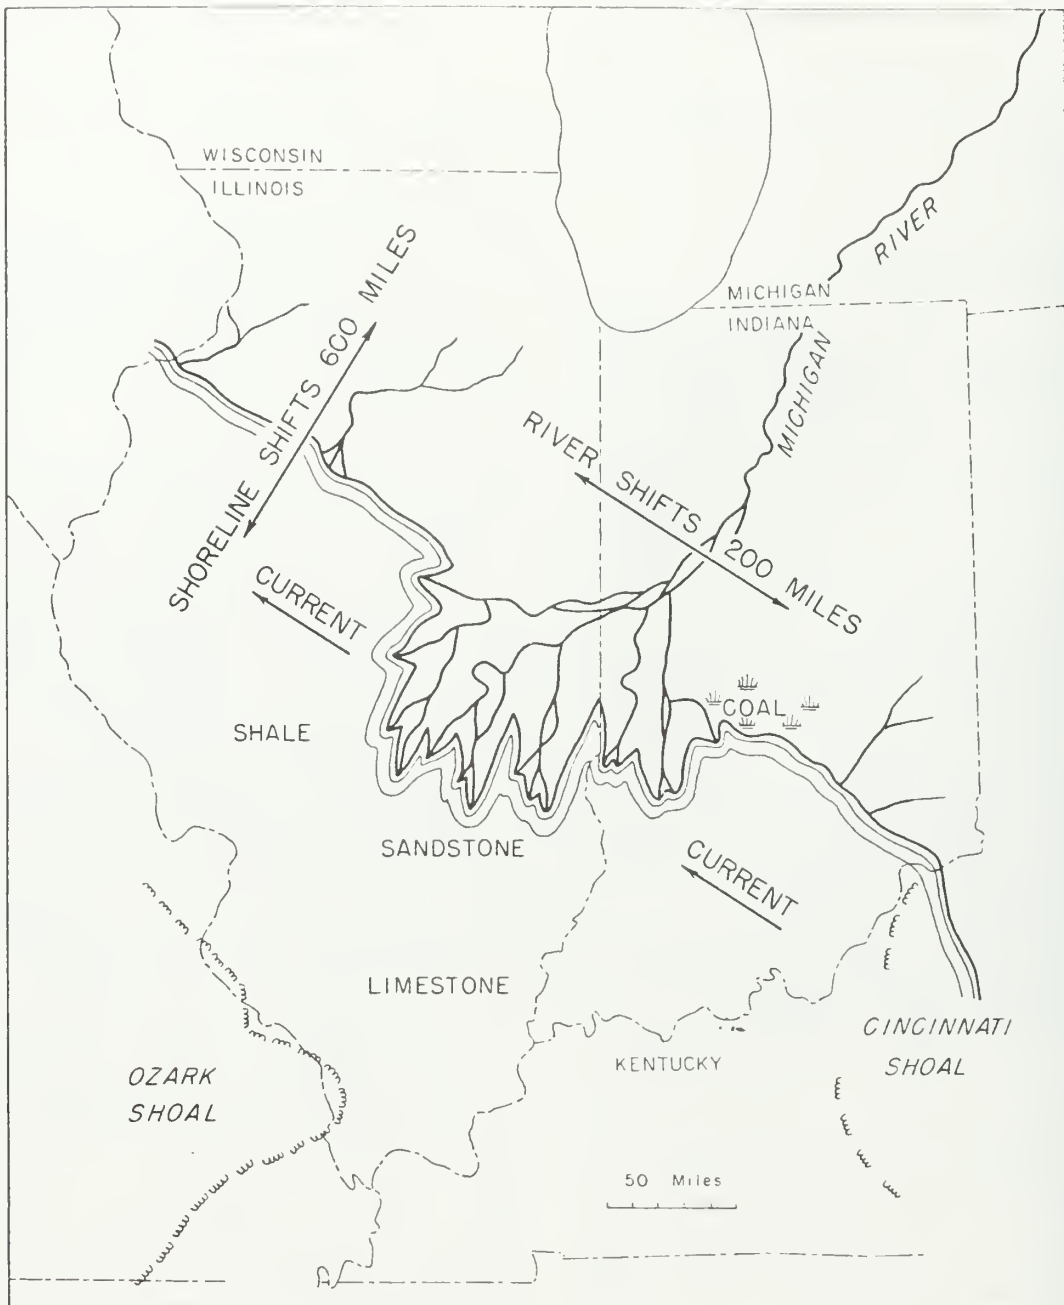 WISCONSIN
ILLINOIS
RIVER
SHORELINE SHIFTS 600 MILES
MICHIGAN
INDIANA
MICHIGAN
RIVER SHIFTS 200 MILES
CURRENT
COAL
SHALE
SANDSTONE
CURRENT
LIMESTONE
CINCINNATI
SHOAL
KENTUCKY
OZARK
SHOAL
50 Miles